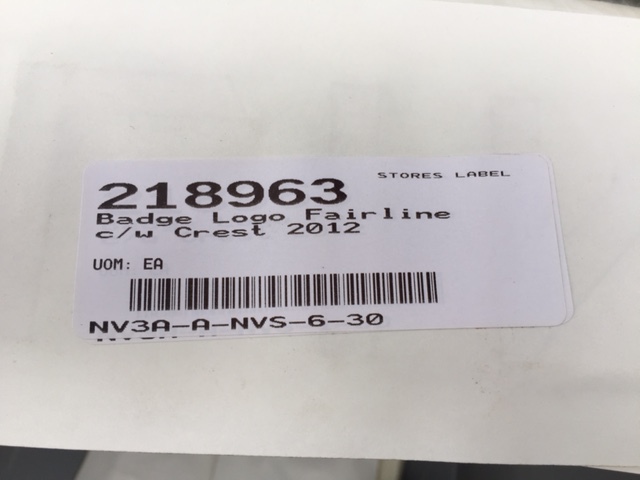 STORES LABEL
218963
Badge Logo Fairline
c/w Crest 2012
UOM: EA
NV3A-A-NVS-6-30